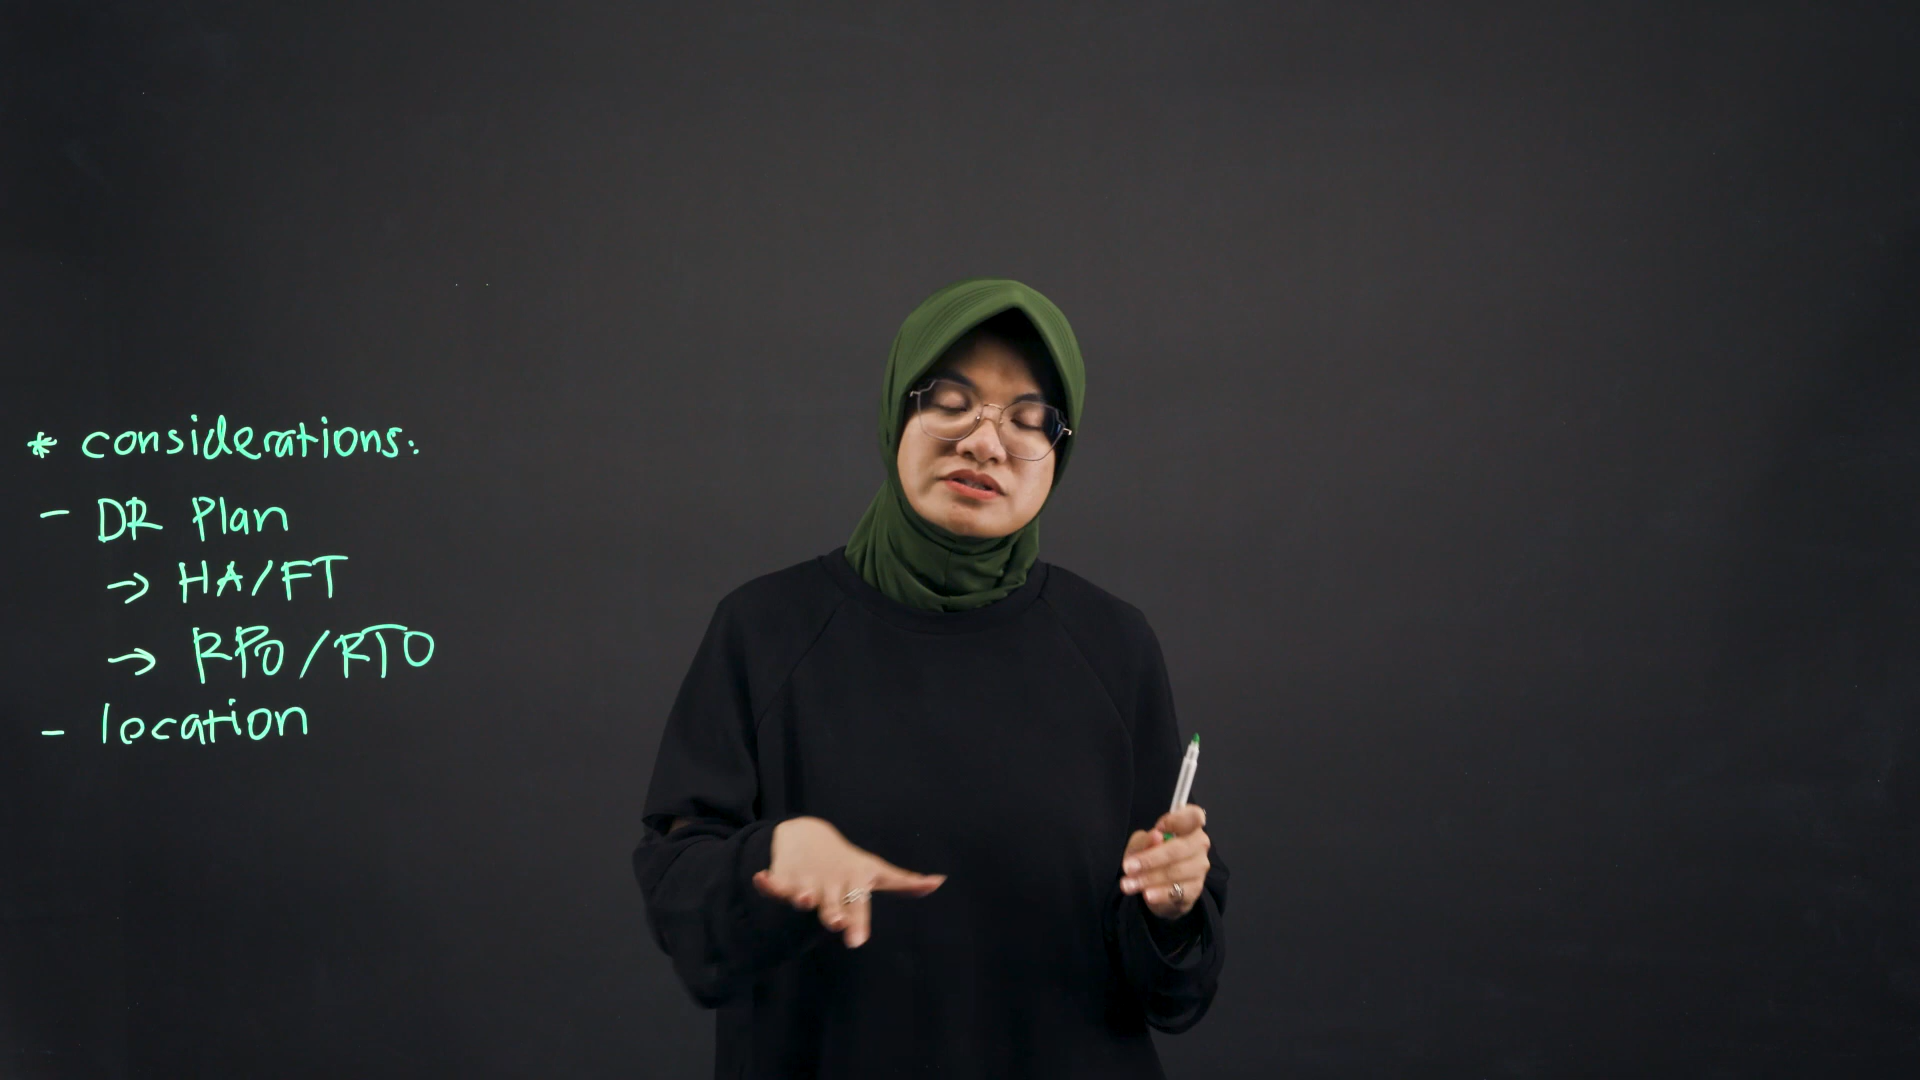 * considerations:
- DR Plan
→ HA/FT
→ RPO/RTO
- location